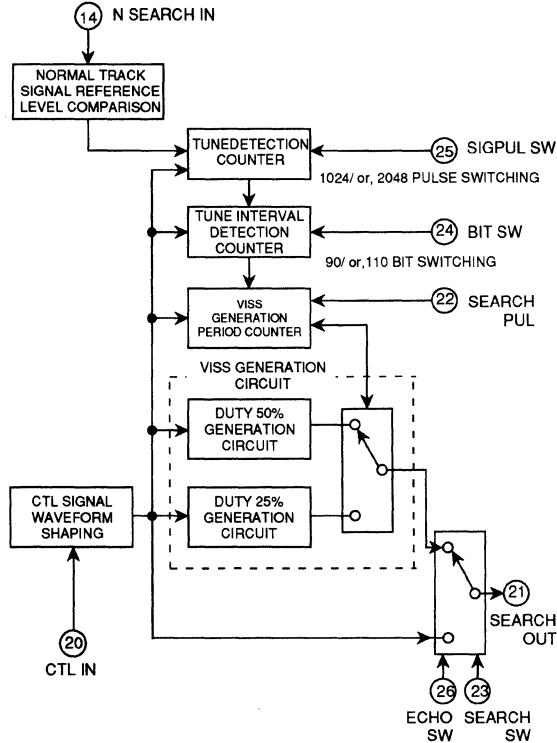 14 N SEARCH IN
NORMAL TRACK
SIGNAL REFERENCE
LEVEL COMPARISON
TUNEDETECTION
COUNTER
25 SIGPUL SW
1024/ or, 2048 PULSE SWITCHING
TUNE INTERVAL
DETECTION
COUNTER
24 BIT SW
90/ or,110 BIT SWITCHING
VISS
GENERATION
PERIOD COUNTER
22 SEARCH
PUL
VISS GENERATION
CIRCUIT
DUTY 50%
GENERATION
CIRCUIT
DUTY 25%
GENERATION
CIRCUIT
CTL SIGNAL
WAVEFORM
SHAPING
20
CTL IN
21
SEARCH
OUT
26 23
ECHO SEARCH
SW SW